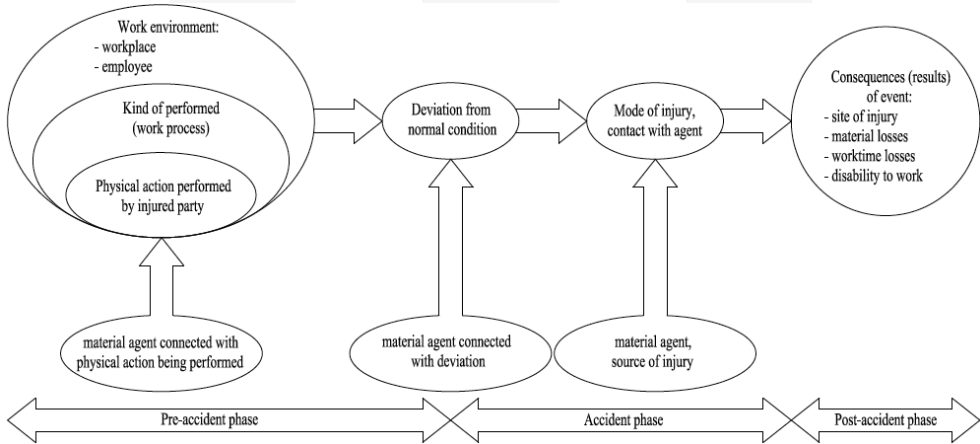 Work environment:
- workplace
- employee
Kind of performed
(work process)
Physical action performed
by injured party
Deviation from
normal condition
Mode of injury,
contact with agent
Consequences (results)
of event:
- site of injury
- material losses
- worktime losses
- disability to work
material agent connected with
physical action being performed
material agent connected
with deviation
material agent,
source of injury
Pre-accident phase
Accident phase
Post-accident phase